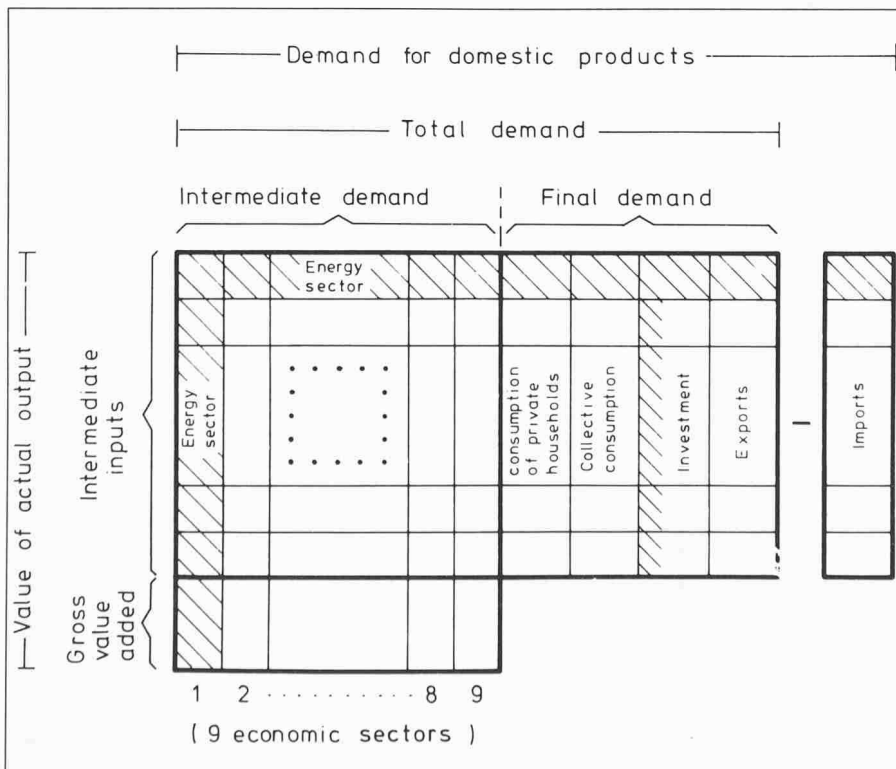 Demand for domestic products
Total demand
Intermediate demand
Final demand
Value of actual output
Intermediate
inputs
Gross
value
added
Energy
sector
Energy
sector
consumption
of private
households
Collective
consumption
Investment
Exports
–
Imports
1 2 . . . . . . . . . . 8 9
( 9 economic sectors )